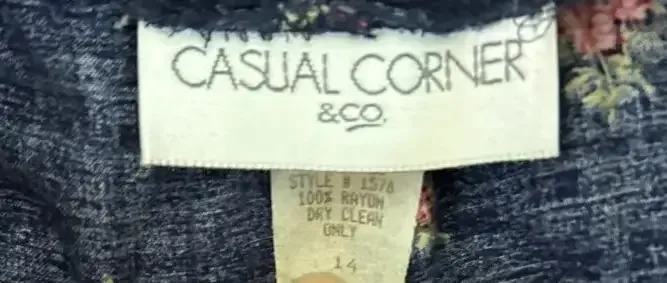 CASUAL CORNER
&CO.
STYLE # 1578
100% RAYON
DRY CLEAN
ONLY
14